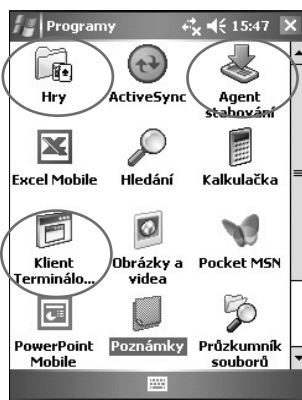 Programy 15:47
Hry ActiveSync Agent
stahování
Excel Mobile Hledání Kalkulačka
Klient Obrázky a Pocket MSN
Terminálo... videa
PowerPoint Poznámky Průzkumník
Mobile souborů